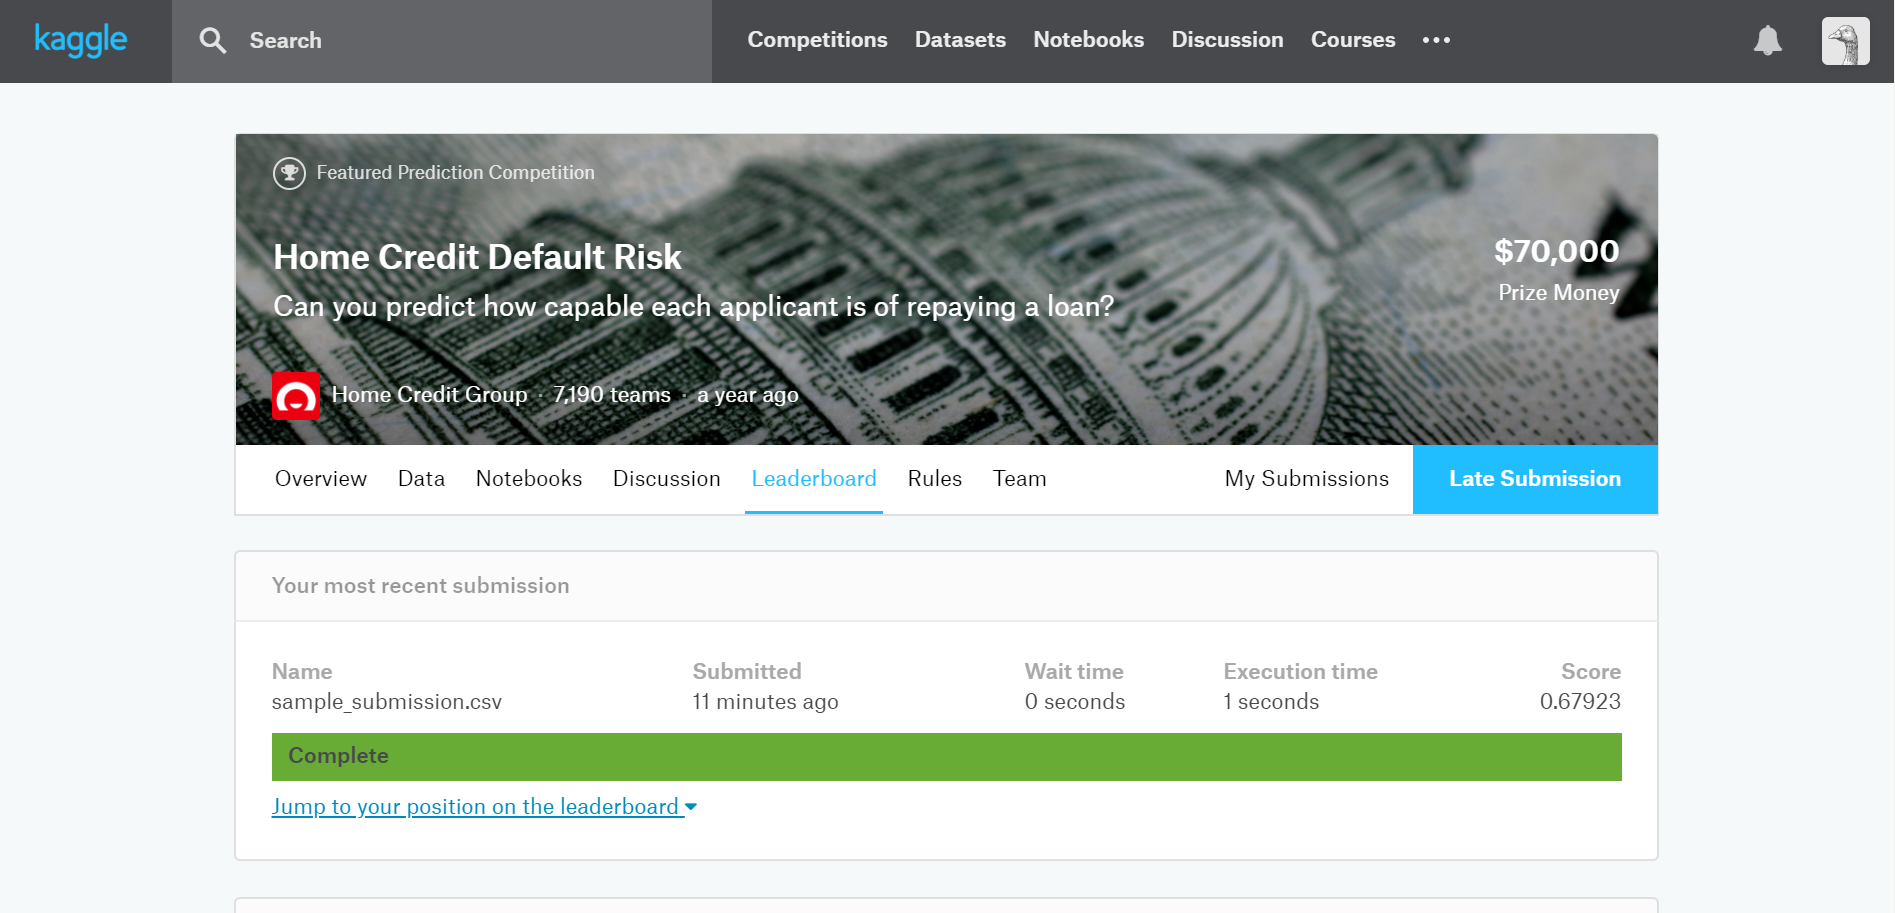 kaggle
Search
Competitions
Datasets
Notebooks
Discussion
Courses
Featured Prediction Competition
Home Credit Default Risk
Can you predict how capable each applicant is of repaying a loan?
$70,000
Prize Money
Home Credit Group · 7,190 teams · a year ago
Overview
Data
Notebooks
Discussion
Leaderboard
Rules
Team
My Submissions
Late Submission
Your most recent submission
Name
Submitted
Wait time
Execution time
Score
sample_submission.csv
11 minutes ago
0 seconds
1 seconds
0.67923
Complete
Jump to your position on the leaderboard